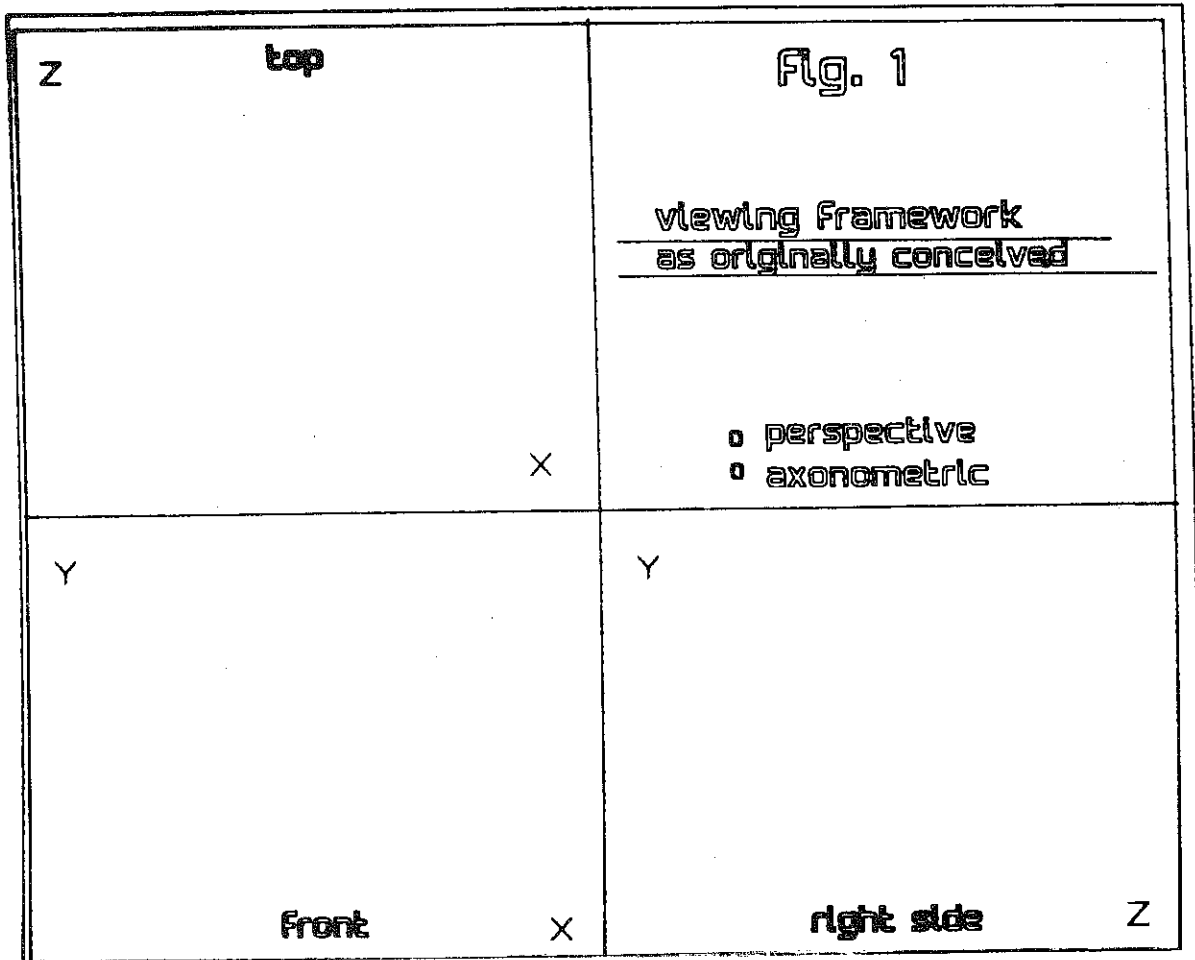 top
Z
X
Fig. 1
viewing framework
as originally conceived
o perspective
o axonometric
Y
front
X
Y
right side
Z